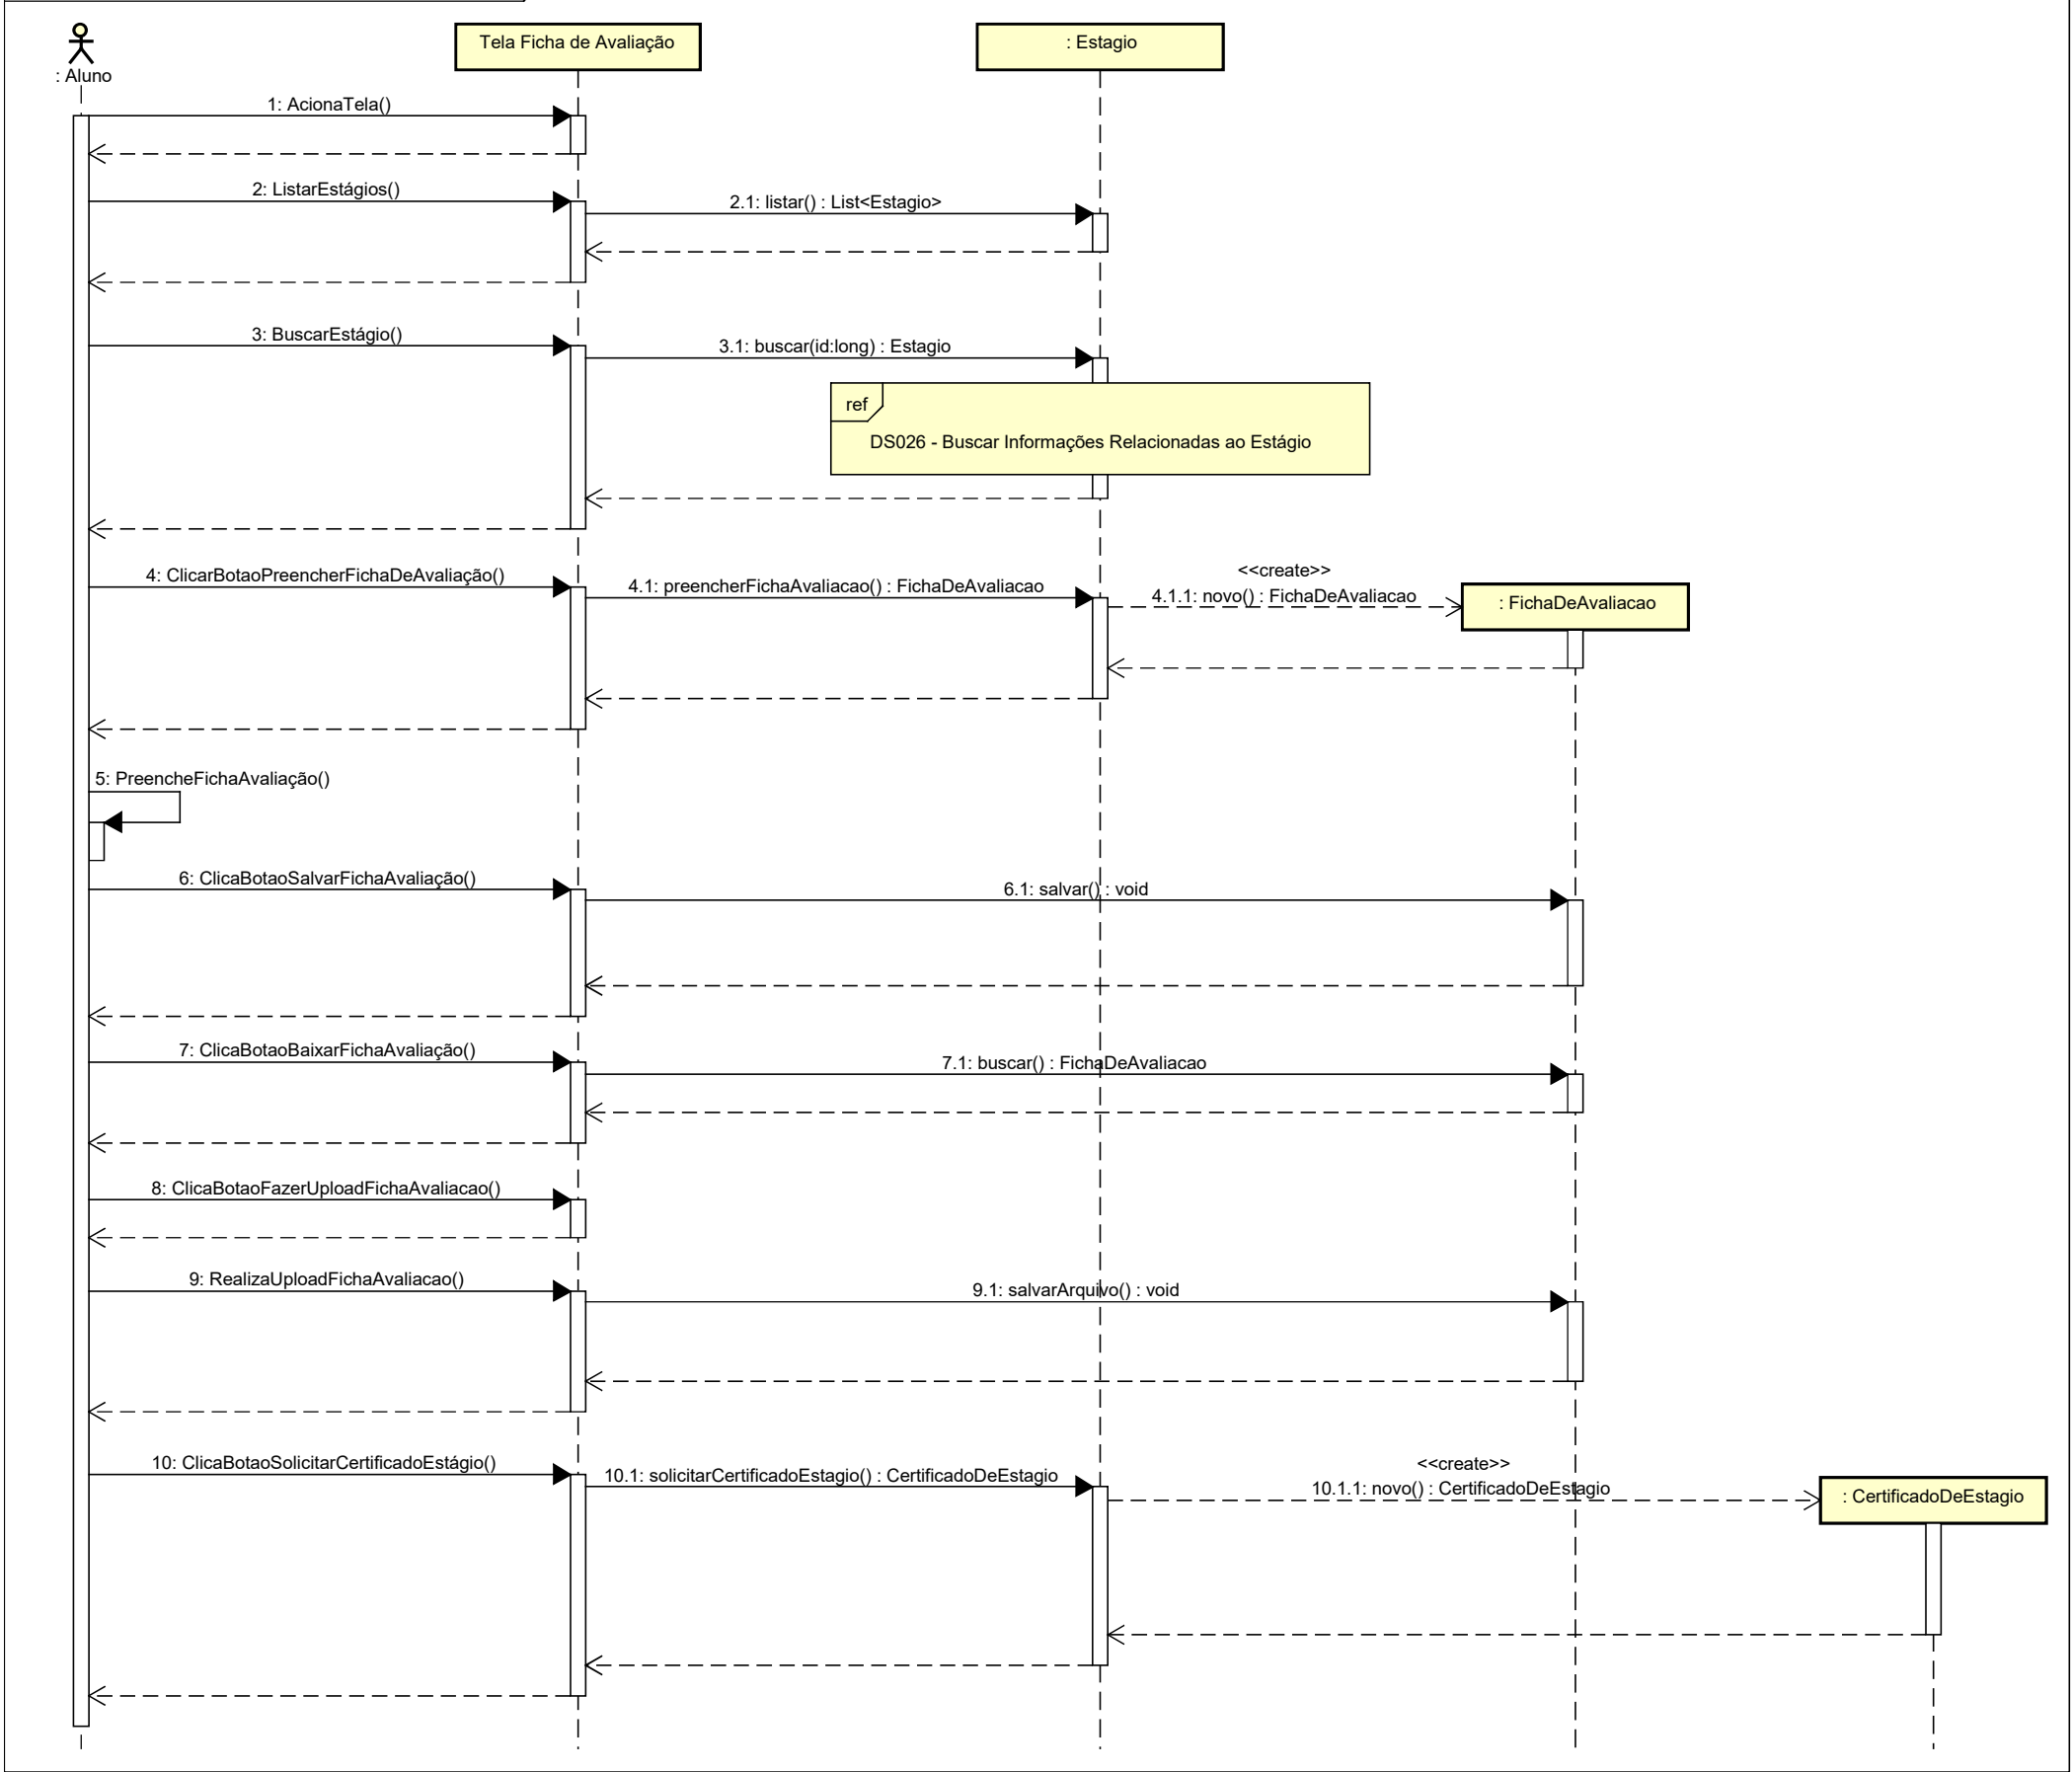 : Aluno
Tela Ficha de Avaliação
: Estagio
1: AcionaTela()
2: ListarEstágios()
2.1: listar() : List<Estagio>
3: BuscarEstágio()
3.1: buscar(id:long) : Estagio
ref
DS026 - Buscar Informações Relacionadas ao Estágio
4: ClicarBotaoPreencherFichaDeAvaliação()
4.1: preencherFichaAvaliacao() : FichaDeAvaliacao
<<create>>
4.1.1: novo() : FichaDeAvaliacao
: FichaDeAvaliacao
5: PreencheFichaAvaliação()
6: ClicaBotaoSalvarFichaAvaliação()
6.1: salvar() : void
7: ClicaBotaoBaixarFichaAvaliação()
7.1: buscar() : FichaDeAvaliacao
8: ClicaBotaoFazerUploadFichaAvaliacao()
9: RealizaUploadFichaAvaliacao()
9.1: salvarArquivo() : void
10: ClicaBotaoSolicitarCertificadoEstágio()
10.1: solicitarCertificadoEstagio() : CertificadoDeEstagio
<<create>>
10.1.1: novo() : CertificadoDeEstagio
: CertificadoDeEstagio